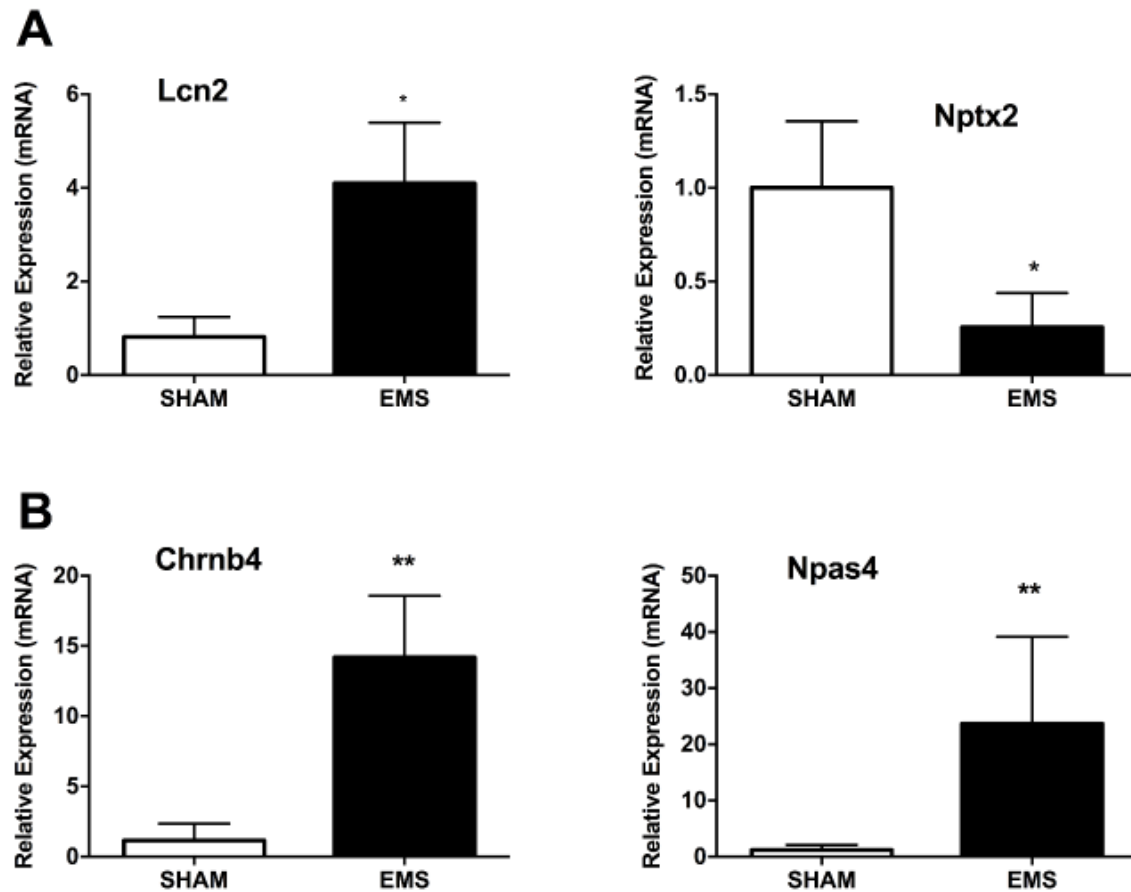 A
Lcn2
Relative Expression (mRNA)
6
4
2
0
*
SHAM
EMS
Nptx2
Relative Expression (mRNA)
1.5
1.0
0.5
0.0
*
SHAM
EMS
B
Chrnb4
Relative Expression (mRNA)
20
15
10
5
0
**
SHAM
EMS
Npas4
Relative Expression (mRNA)
50
40
30
20
10
0
**
SHAM
EMS